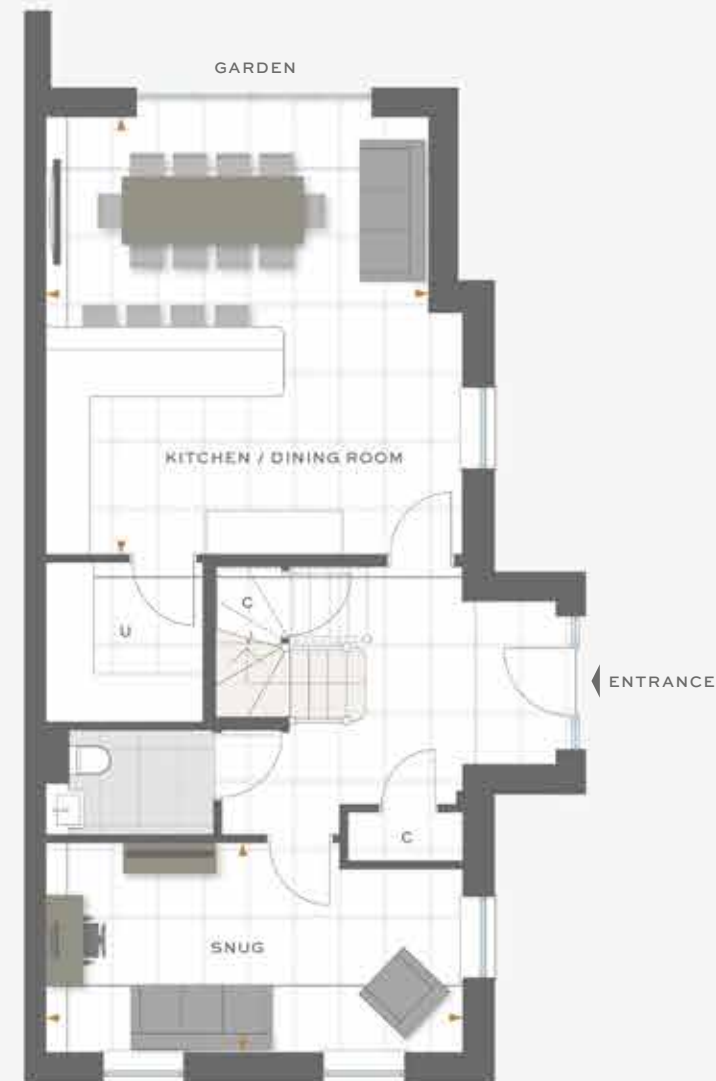 GARDEN
KITCHEN / DINING ROOM
C
U
ENTRANCE
C
SNUG